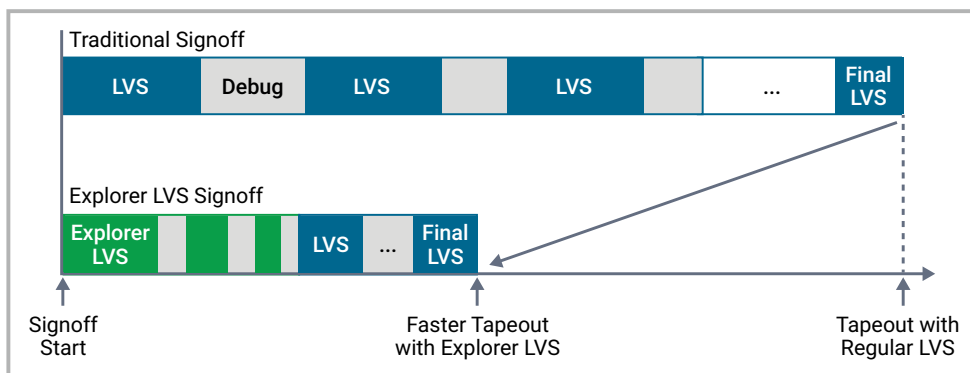 Traditional Signoff
LVS
Debug
LVS
LVS
...
Final
LVS
Explorer LVS Signoff
Explorer
LVS
LVS
...
Final
LVS
Signoff
Start
Faster Tapeout
with Explorer LVS
Tapeout with
Regular LVS